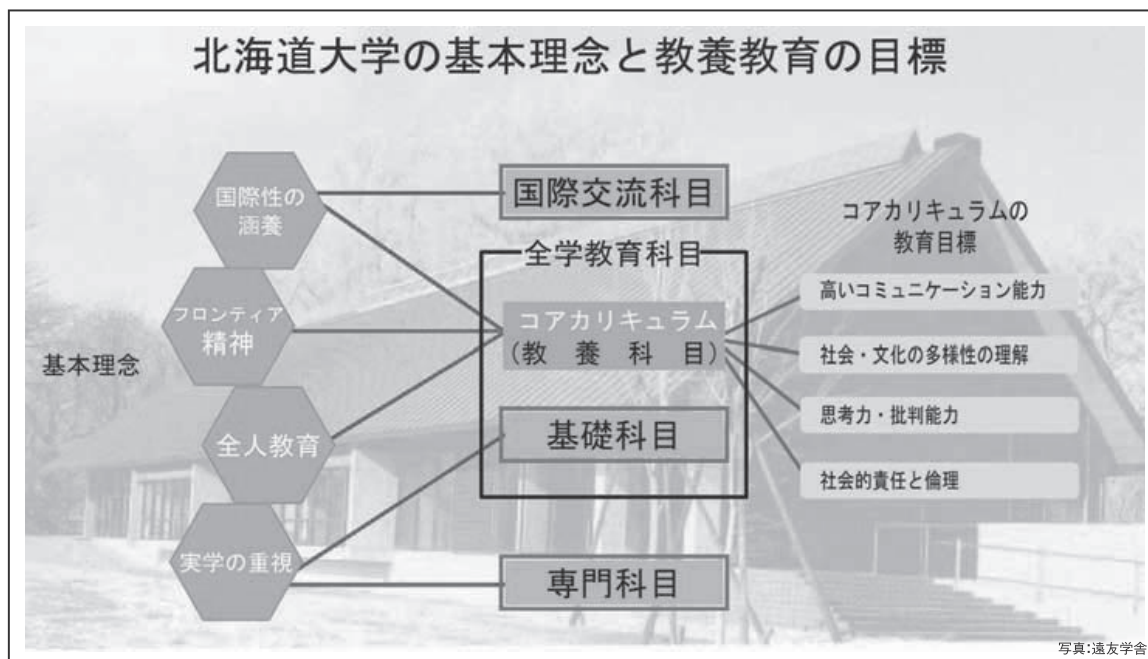 北海道大学の基本理念と教養教育の目標
基本理念
国際性の
涵養
フロンティア
精神
全人教育
実学の重視
国際交流科目
全学教育科目
コアカリキュラム
(教養科目)
基礎科目
専門科目
コアカリキュラムの
教育目標
高いコミュニケーション能力
社会・文化の多様性の理解
思考力・批判能力
社会的責任と倫理
写真:遠友学舎